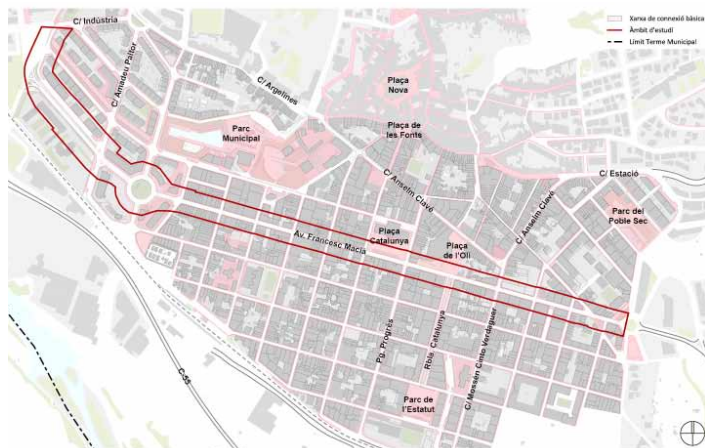 C/ Indústria
Xarxa de connexió bàsica
Àmbit d'estudi
Límit Terme Municipal
C/ Amadeu Paltor
C/ Argelines
Plaça
Nova
Plaça de
les Fonts
Parc
Municipal
C/ Anselm Clavé
C/ Estació
C/ Anselm Clavé
Parc del
Poble Sec
Plaça
Catalunya
Av. Francesc Macià
Plaça
de l'Oli
Pg. Progrés
Rbla. Catalunya
C/ Mossèn Cinto Verdaguer
C-55
Parc de
l'Estatut